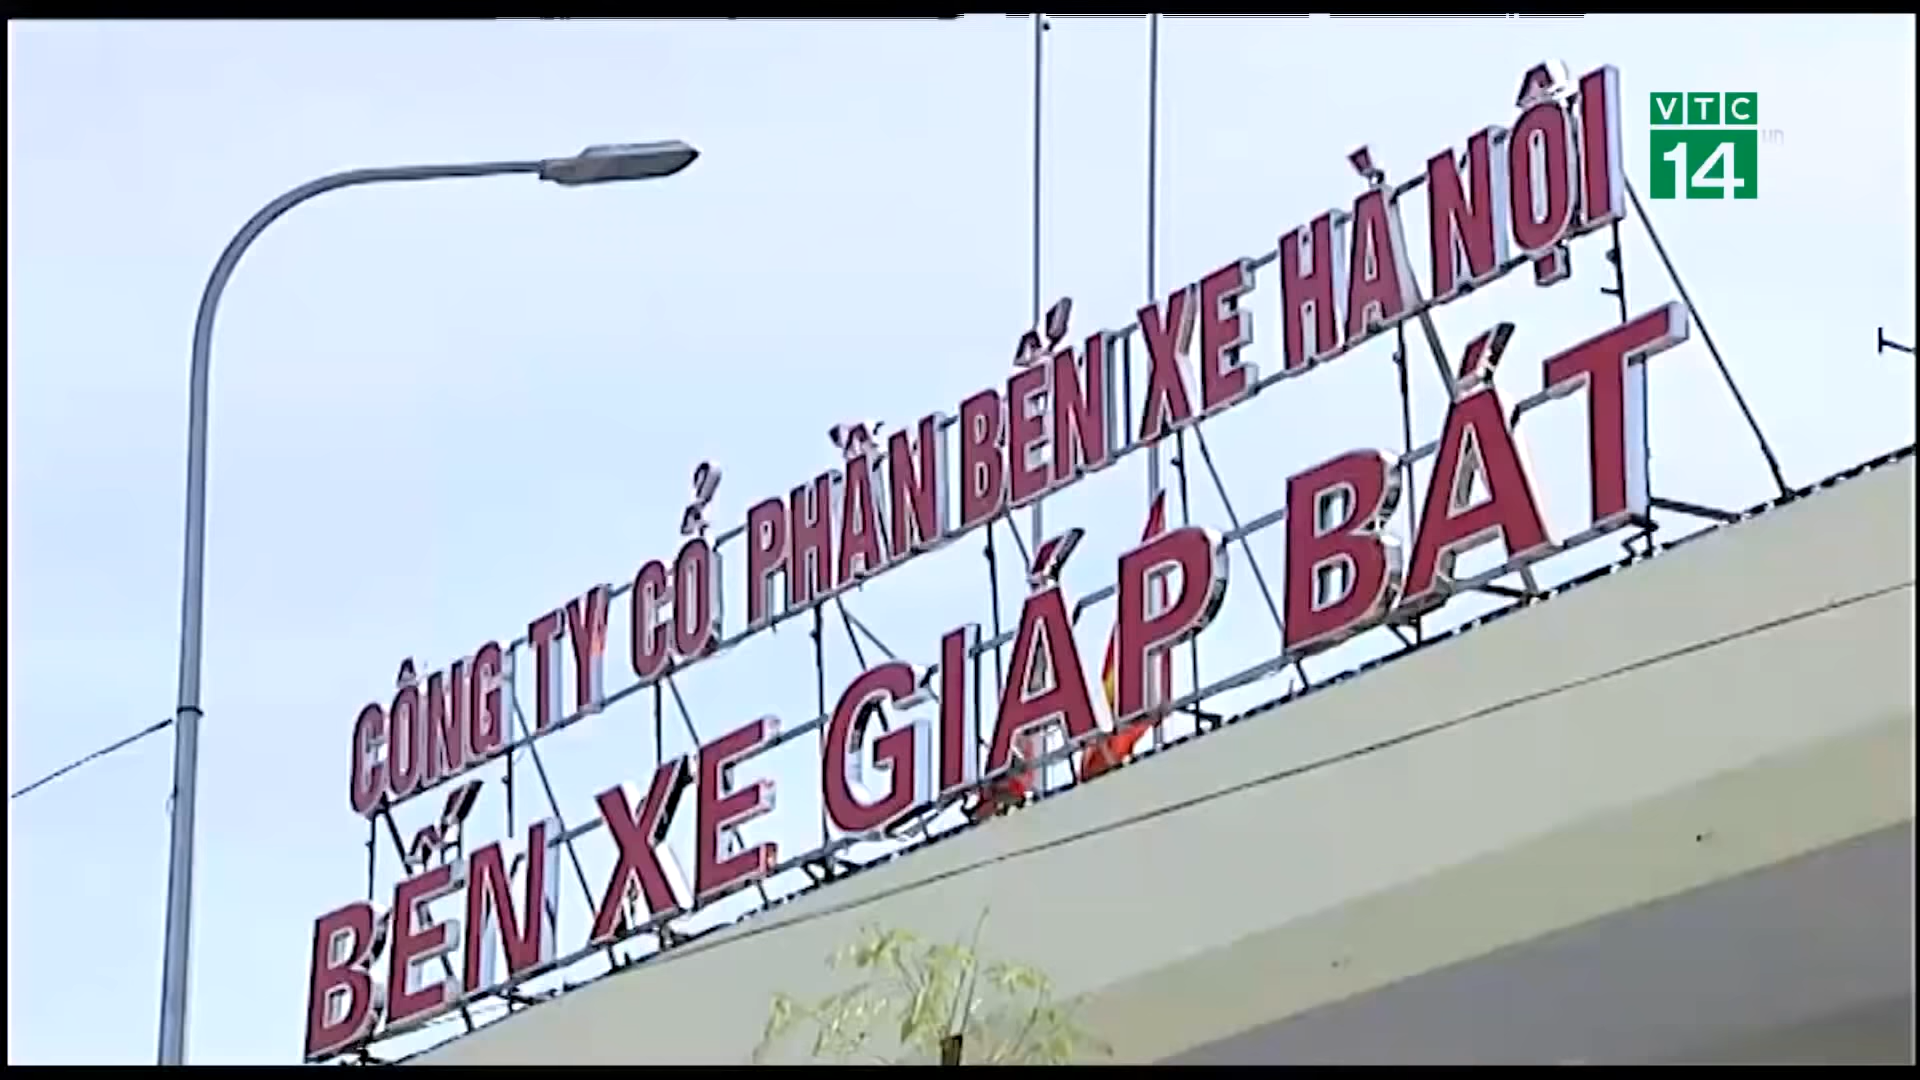 VTC
14
CÔNG TY CỔ PHẦN BẾN XE HÀ NỘI
BẾN XE GIÁP BÁT